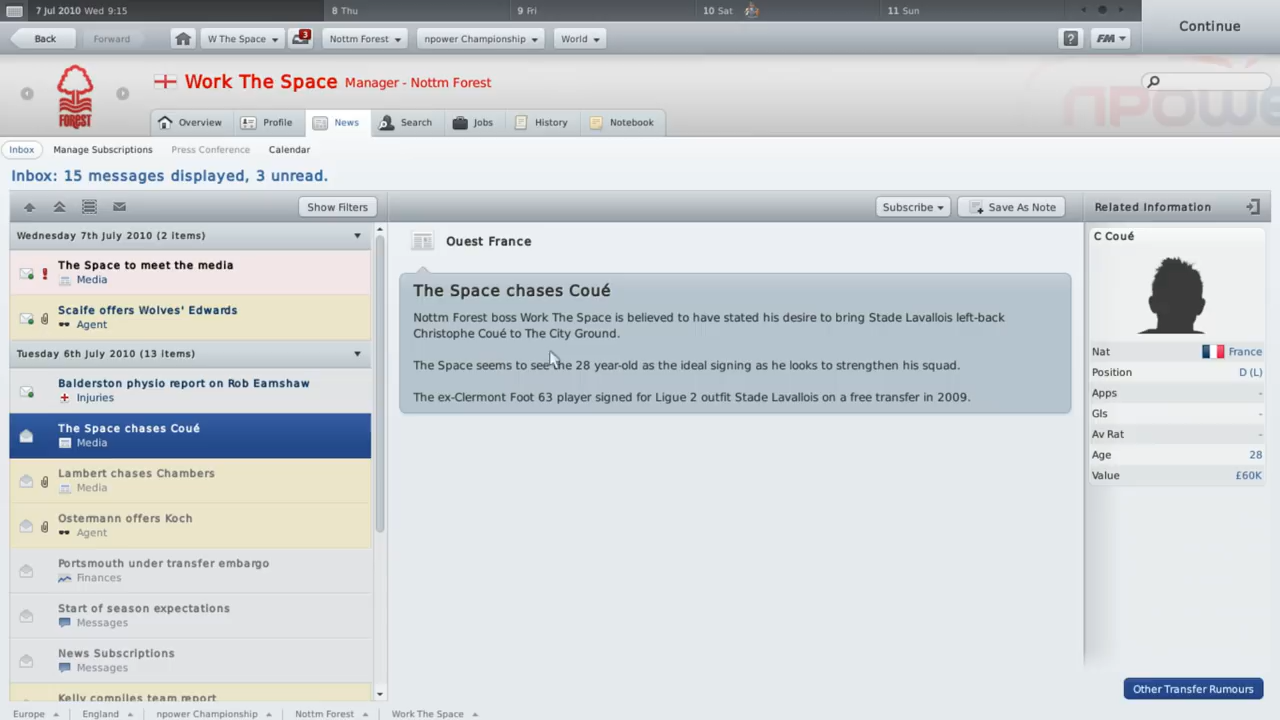 7 Jul 2010 Wed 9:15
8 Thu
9 Fri
10 Sat
11 Sun
Continue
Back
Forward
W The Space
3
Nottm Forest
npower Championship
World
?
FM
FOREST
Work The Space Manager - Nottm Forest
nPOWE
Overview
Profile
News
Search
Jobs
History
Notebook
Inbox
Manage Subscriptions
Press Conference
Calendar
Inbox: 15 messages displayed, 3 unread.
Show Filters
Subscribe
Save As Note
Related Information
Wednesday 7th July 2010 (2 items)
The Space to meet the media
Media
Scaife offers Wolves' Edwards
Agent
Tuesday 6th July 2010 (13 items)
Balderston physio report on Rob Earnshaw
Injuries
The Space chases Coué
Media
Lambert chases Chambers
Media
Ostermann offers Koch
Agent
Portsmouth under transfer embargo
Finances
Start of season expectations
Messages
News Subscriptions
Messages
Kelly compiles team report
Ouest France
The Space chases Coué
Nottm Forest boss Work The Space is believed to have stated his desire to bring Stade Lavallois left-back
Christophe Coué to The City Ground.
The Space seems to see the 28 year-old as the ideal signing as he looks to strengthen his squad.
The ex-Clermont Foot 63 player signed for Ligue 2 outfit Stade Lavallois on a free transfer in 2009.
C Coué
Nat France
Position D (L)
Apps -
Gls -
Av Rat -
Age 28
Value £60K
Other Transfer Rumours
Europe
England
npower Championship
Nottm Forest
Work The Space